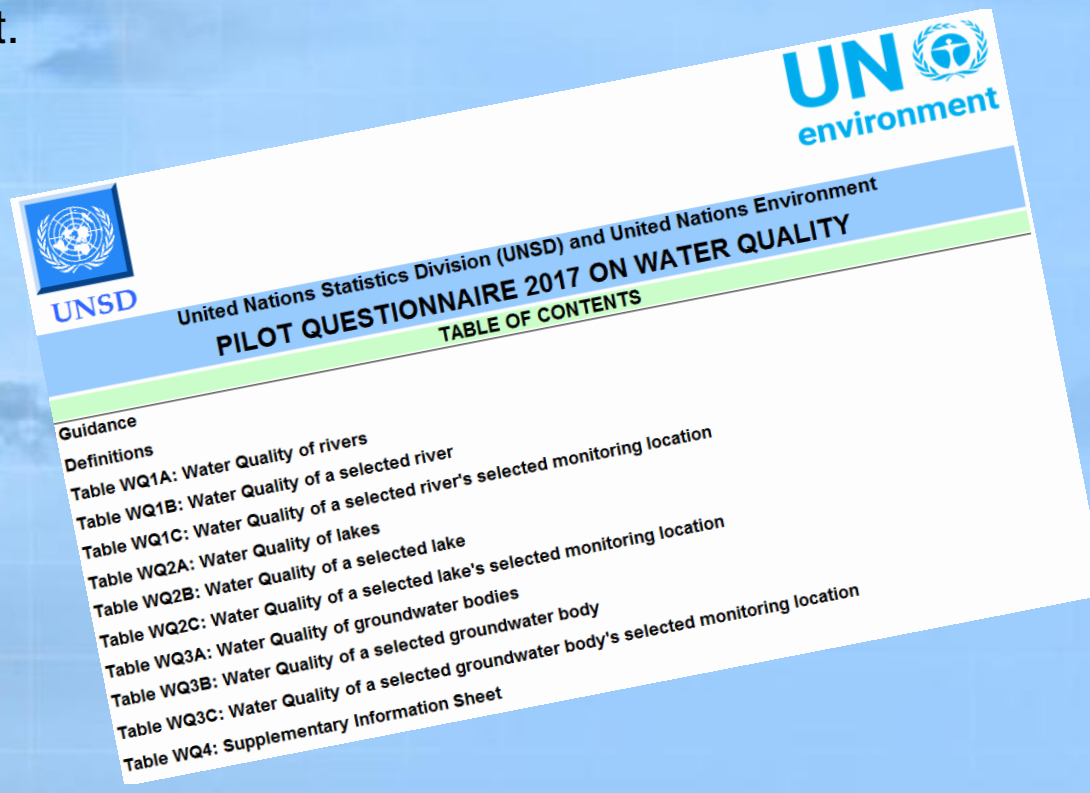 t.
UN
environment
UNSD
United Nations Statistics Division (UNSD) and United Nations Environment
PILOT QUESTIONNAIRE 2017 ON WATER QUALITY
TABLE OF CONTENTS
Guidance
Definitions
Table WQ1A: Water Quality of rivers
Table WQ1B: Water Quality of a selected river
Table WQ1C: Water Quality of a selected river's selected monitoring location
Table WQ2A: Water Quality of lakes
Table WQ2B: Water Quality of a selected lake
Table WQ2C: Water Quality of a selected lake's selected monitoring location
Table WQ3A: Water Quality of groundwater bodies
Table WQ3B: Water Quality of a selected groundwater body
Table WQ3C: Water Quality of a selected groundwater body's selected monitoring location
Table WQ4: Supplementary Information Sheet